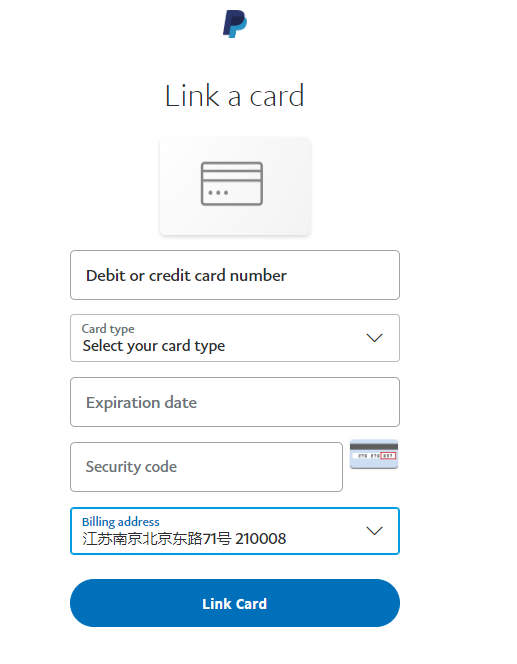 Link a card
Debit or credit card number
Card type
Select your card type
Expiration date
Security code
Billing address
江苏南京北京东路71号 210008
Link Card